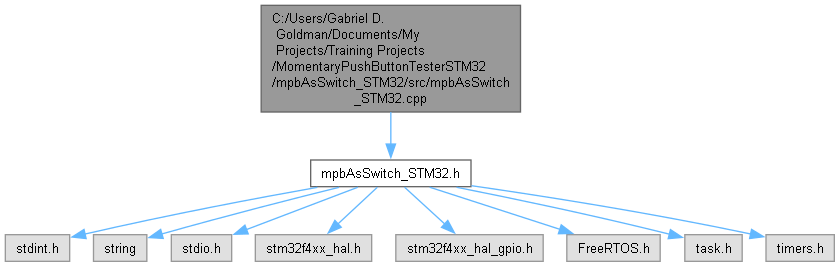 C:/Users/Gabriel D.
Goldman/Documents/My
Projects/Training Projects
/MomentaryPushButtonTesterSTM32
/mpbAsSwitch_STM32/src/mpbAsSwitch
_STM32.cpp
mpbAsSwitch_STM32.h
stdint.h
string
stdio.h
stm32f4xx_hal.h
stm32f4xx_hal_gpio.h
FreeRTOS.h
task.h
timers.h